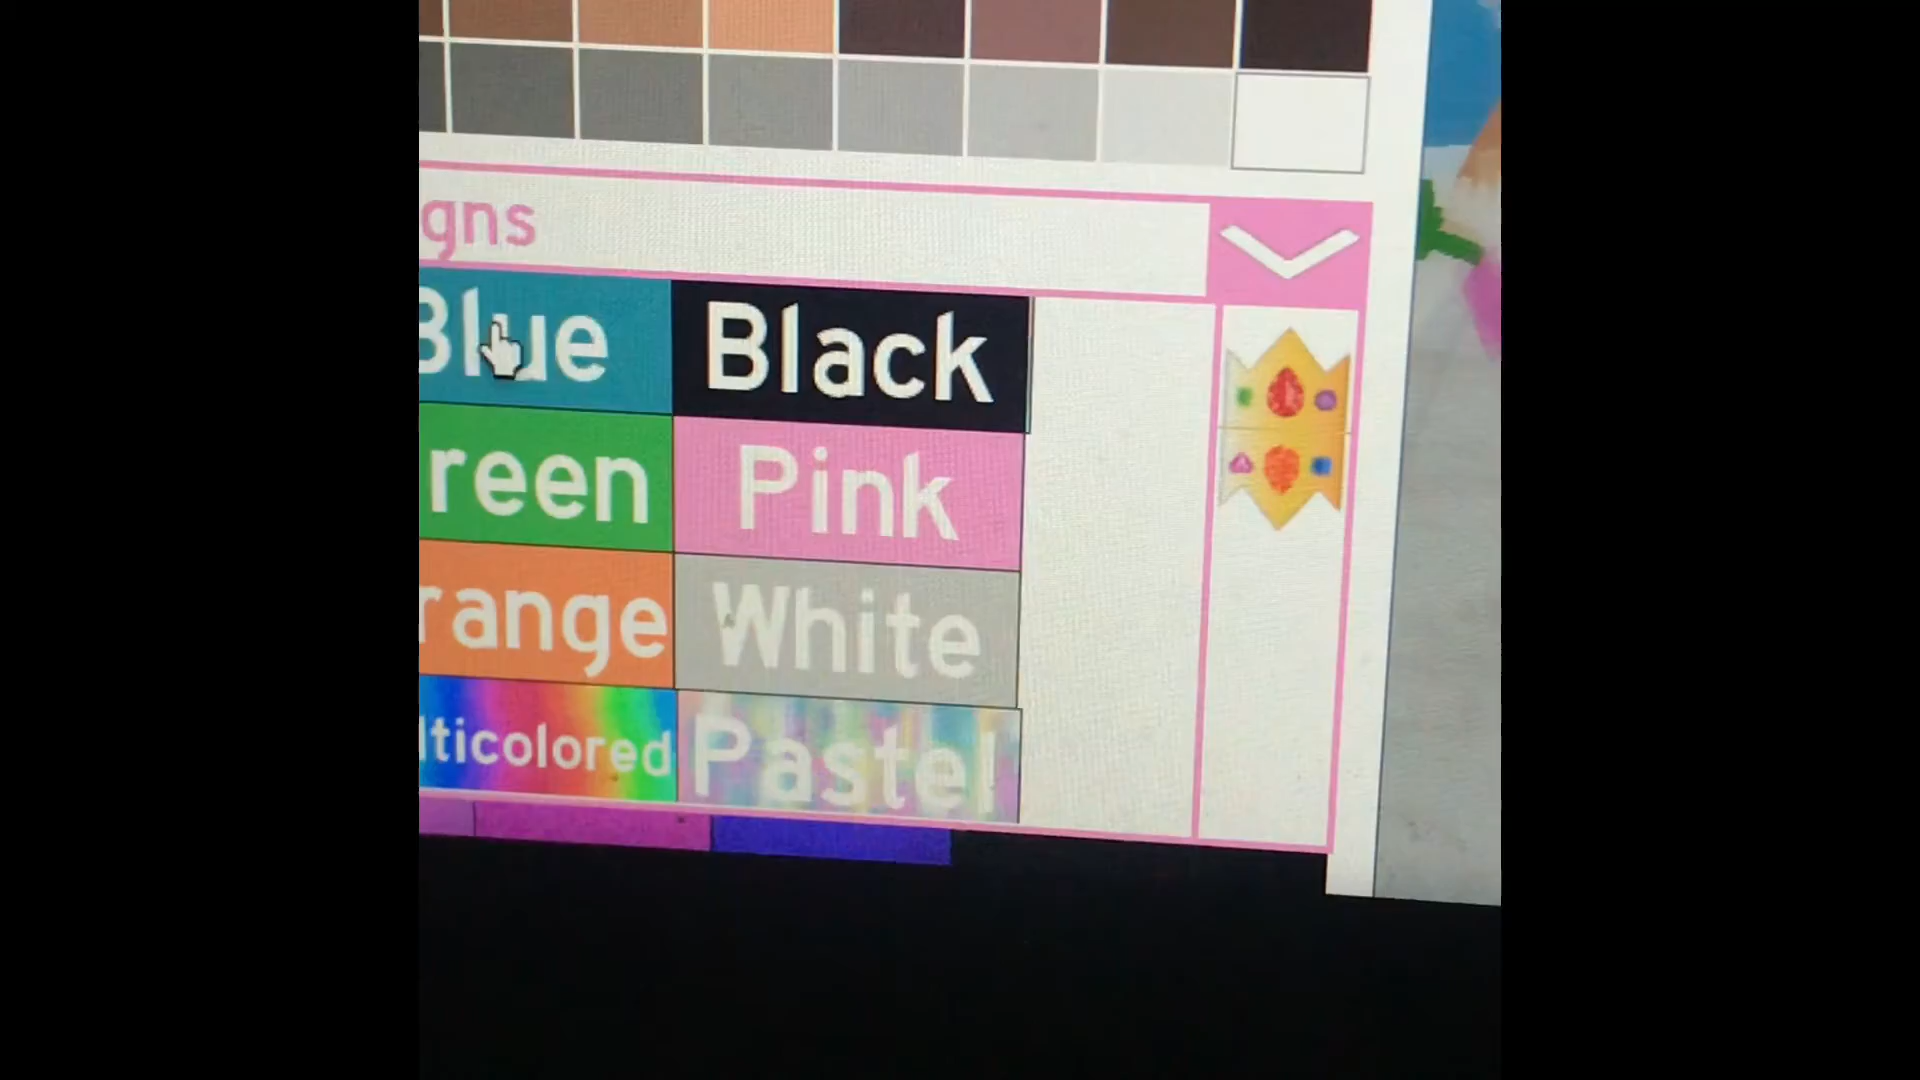 gns
Blue Black
reen Pink
range White
lticolored Pastel